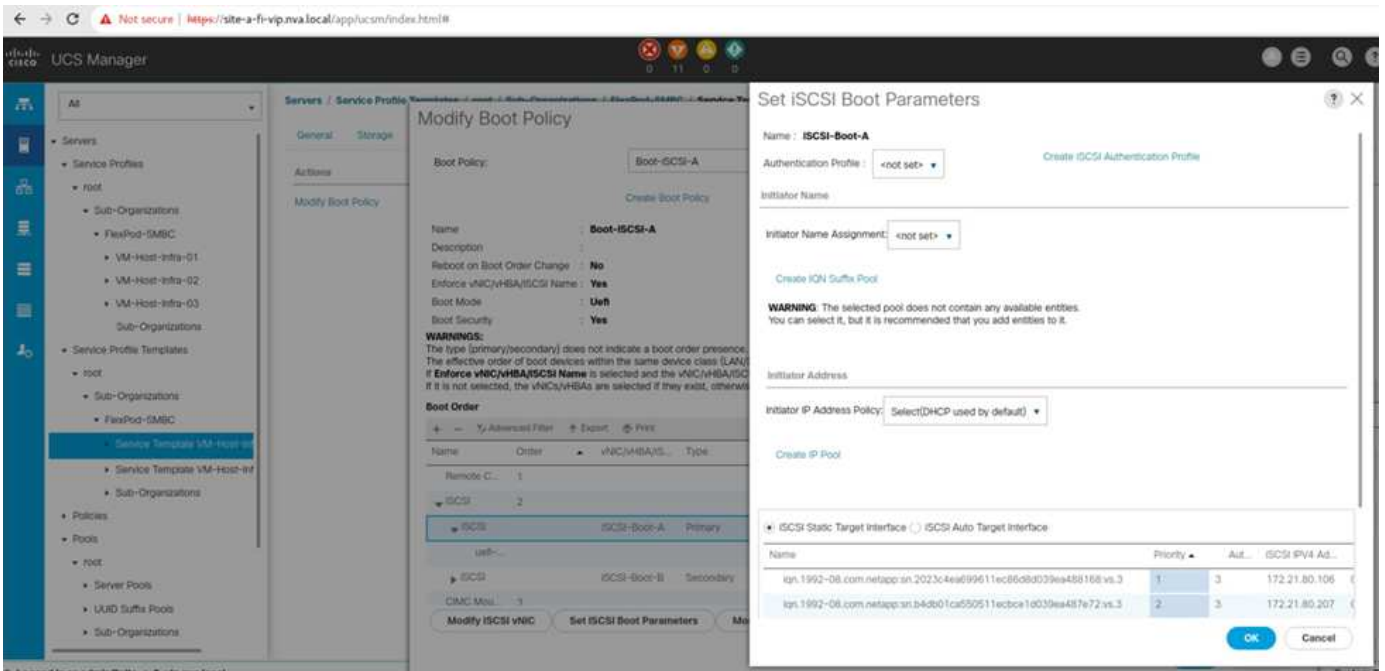 Not secure | https://site-a-fi-vip.nva.local/app/ucsm/index.html#
cisco UCS Manager
0 11 0 0
All
Servers
Service Profiles
root
Sub-Organizations
FlexPod-SMBC
VM-Host-Infra-01
VM-Host-Infra-02
VM-Host-Infra-03
Sub-Organizations
Service Profile Templates
root
Sub-Organizations
FlexPod-SMBC
Service Template VM-Host-Inf
Service Template VM-Host-Inf
Sub-Organizations
Policies
Pools
root
Server Pools
UUID Suffix Pools
Sub-Organizations
Servers / Service Profile Templates / root / Sub-Organizations / FlexPod-SMBC / Service Te
General Storage
Actions
Modify Boot Policy
Modify Boot Policy
Boot Policy: Boot-iSCSI-A
Create Boot Policy
Name : Boot-iSCSI-A
Description :
Reboot on Boot Order Change : No
Enforce vNIC/vHBA/iSCSI Name : Yes
Boot Mode : Uefi
Boot Security : Yes
WARNINGS:
The type (primary/secondary) does not indicate a boot order presence.
The effective order of boot devices within the same device class (LAN/
If Enforce vNIC/vHBA/iSCSI Name is selected and the vNIC/vHBA/iSC
If it is not selected, the vNICs/vHBAs are selected if they exist, otherwis
Boot Order
+ − Advanced Filter Export Print
Name Order vNIC/vHBA/iS... Type
Remote C... 1
iSCSI 2
iSCSI iSCSI-Boot-A Primary
uefi-...
iSCSI iSCSI-Boot-B Secondary
CIMC Mou... 3
Modify iSCSI vNIC Set iSCSI Boot Parameters Mo
Set iSCSI Boot Parameters
Name : iSCSI-Boot-A
Authentication Profile : <not set> Create iSCSI Authentication Profile
Initiator Name
Initiator Name Assignment: <not set>
Create IQN Suffix Pool
WARNING: The selected pool does not contain any available entities.
You can select it, but it is recommended that you add entities to it.
Initiator Address
Initiator IP Address Policy: Select(DHCP used by default)
Create IP Pool
iSCSI Static Target Interface iSCSI Auto Target Interface
Name Priority Aut... iSCSI IPV4 Ad...
iqn.1992-08.com.netapp:sn.2023c4ea699611ec86d8d039ea488168:vs.3 1 3 172.21.80.106
iqn.1992-08.com.netapp:sn.b4db01ca650511ecbce1d039ea487e72:vs.3 2 3 172.21.80.207
OK Cancel